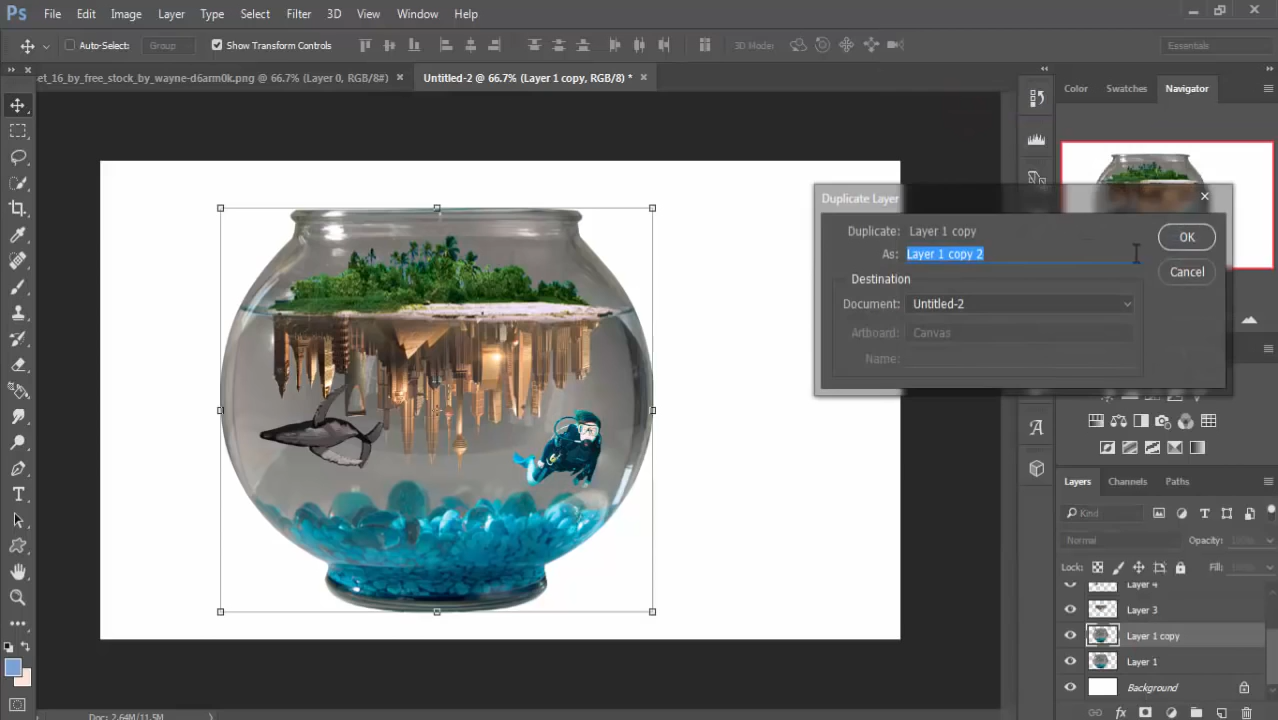 Ps File Edit Image Layer Type Select Filter 3D View Window Help
Auto-Select: Group Show Transform Controls 3D Mode: Essentials
et_16_by_free_stock_by_wayne-d6arm0k.png @ 66.7% (Layer 0, RGB/8#) × Untitled-2 @ 66.7% (Layer 1 copy, RGB/8) * ×
Color Swatches Navigator
Duplicate Layer
Duplicate: Layer 1 copy
OK
As: Layer 1 copy 2
Cancel
Destination
Document: Untitled-2
Artboard: Canvas
Name:
Layers Channels Paths
Kind
Normal Opacity: 100%
Lock: Fill: 100%
Layer 4
Layer 3
Layer 1 copy
Layer 1
Background
Doc: 2.64M/11.5M